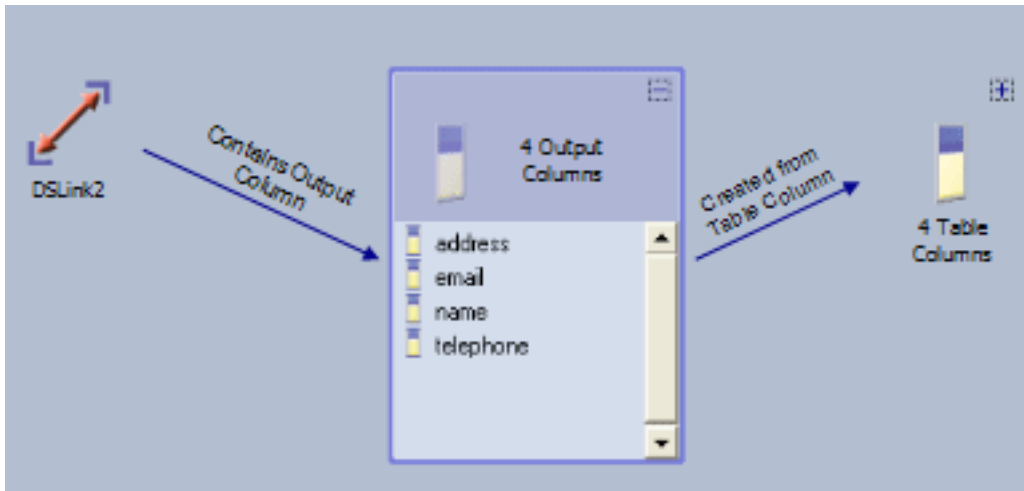 DSLink2
Contains Output
Column
4 Output
Columns
address
email
name
telephone
Created from
Table Column
4 Table
Columns